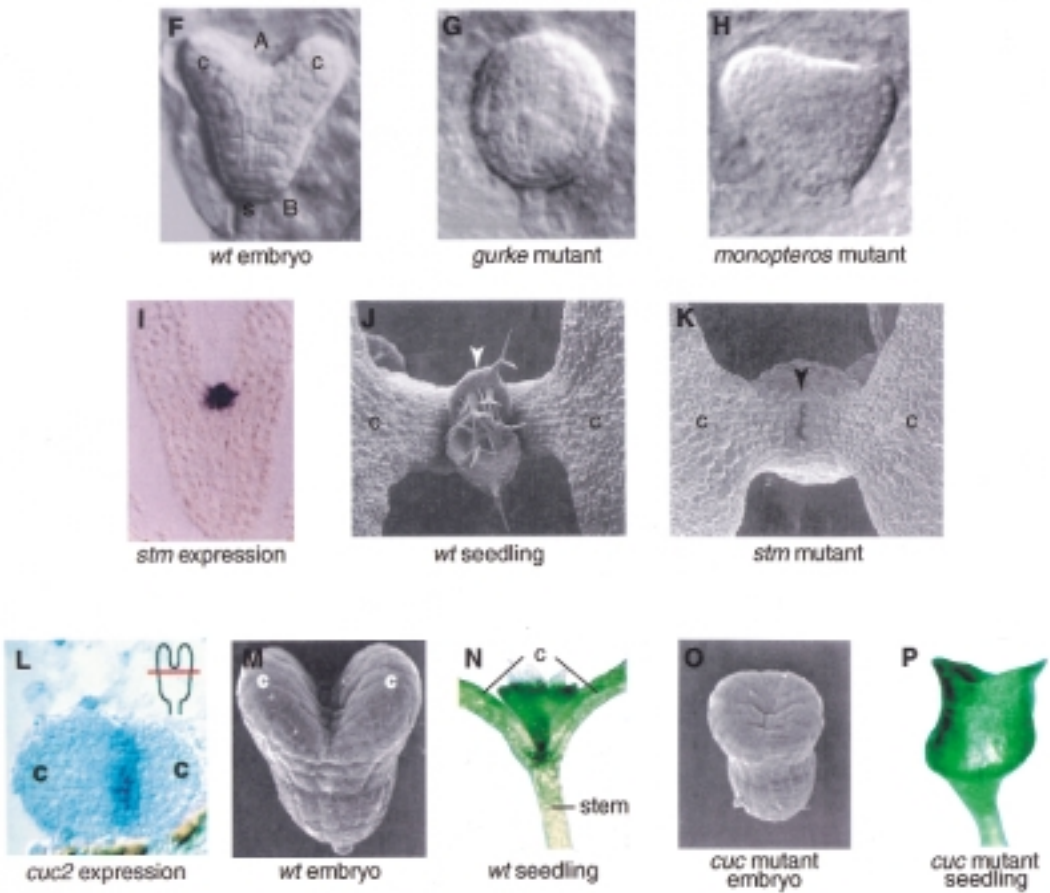 F
A
c
c
s
B
wt embryo
G
gurke mutant
H
monopteros mutant
I
stm expression
J
c
c
wt seedling
K
c
c
stm mutant
L
c
c
cuc2 expression
M
c
c
wt embryo
N
c
stem
wt seedling
O
cuc mutant
embryo
P
cuc mutant
seedling